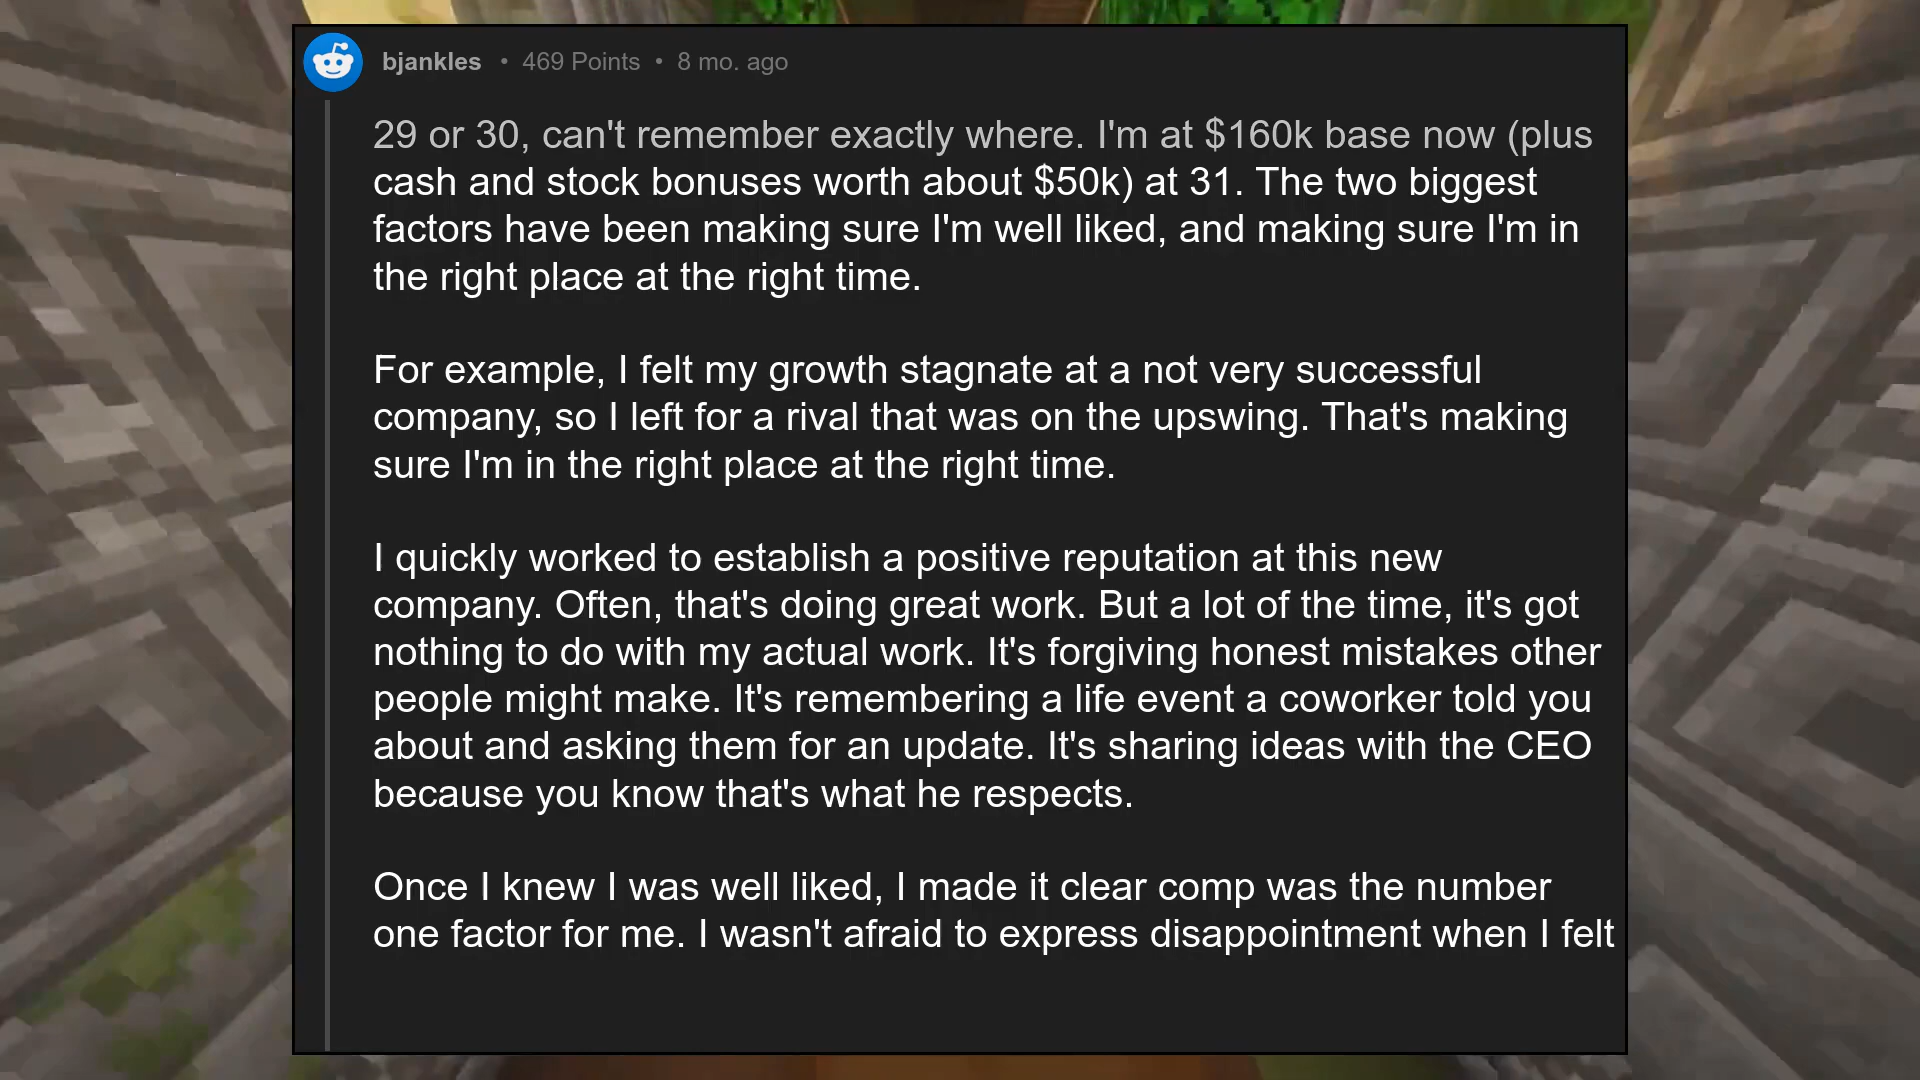 bjankles • 469 Points • 8 mo. ago
29 or 30, can't remember exactly where. I'm at $160k base now (plus
cash and stock bonuses worth about $50k) at 31. The two biggest
factors have been making sure I'm well liked, and making sure I'm in
the right place at the right time.
For example, I felt my growth stagnate at a not very successful
company, so I left for a rival that was on the upswing. That's making
sure I'm in the right place at the right time.
I quickly worked to establish a positive reputation at this new
company. Often, that's doing great work. But a lot of the time, it's got
nothing to do with my actual work. It's forgiving honest mistakes other
people might make. It's remembering a life event a coworker told you
about and asking them for an update. It's sharing ideas with the CEO
because you know that's what he respects.
Once I knew I was well liked, I made it clear comp was the number
one factor for me. I wasn't afraid to express disappointment when I felt